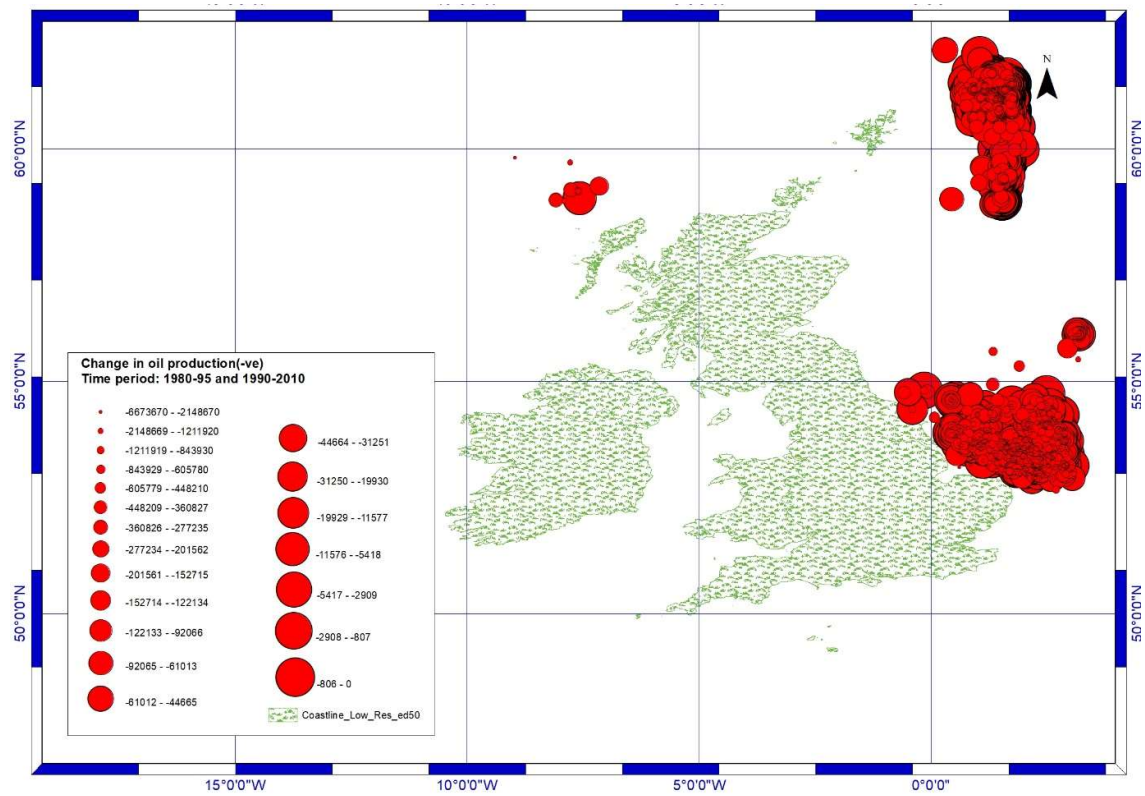 N
60°0'0"N
60°0'0"N
55°0'0"N
55°0'0"N
50°0'0"N
50°0'0"N
Change in oil production(-ve)
Time period: 1980-95 and 1990-2010
-6673670 - -2148670
-2148669 - -1211920
-1211919 - -843930
-843929 - -605780
-605779 - -448210
-448209 - -360827
-360826 - -277235
-277234 - -201562
-201561 - -152715
-152714 - -122134
-122133 - -92066
-92065 - -61013
-61012 - -44665
-44664 - -31251
-31250 - -19930
-19929 - -11577
-11576 - -5418
-5417 - -2909
-2908 - -807
-806 - 0
Coastline_Low_Res_ed50
15°0'0"W
10°0'0"W
5°0'0"W
0°0'0"